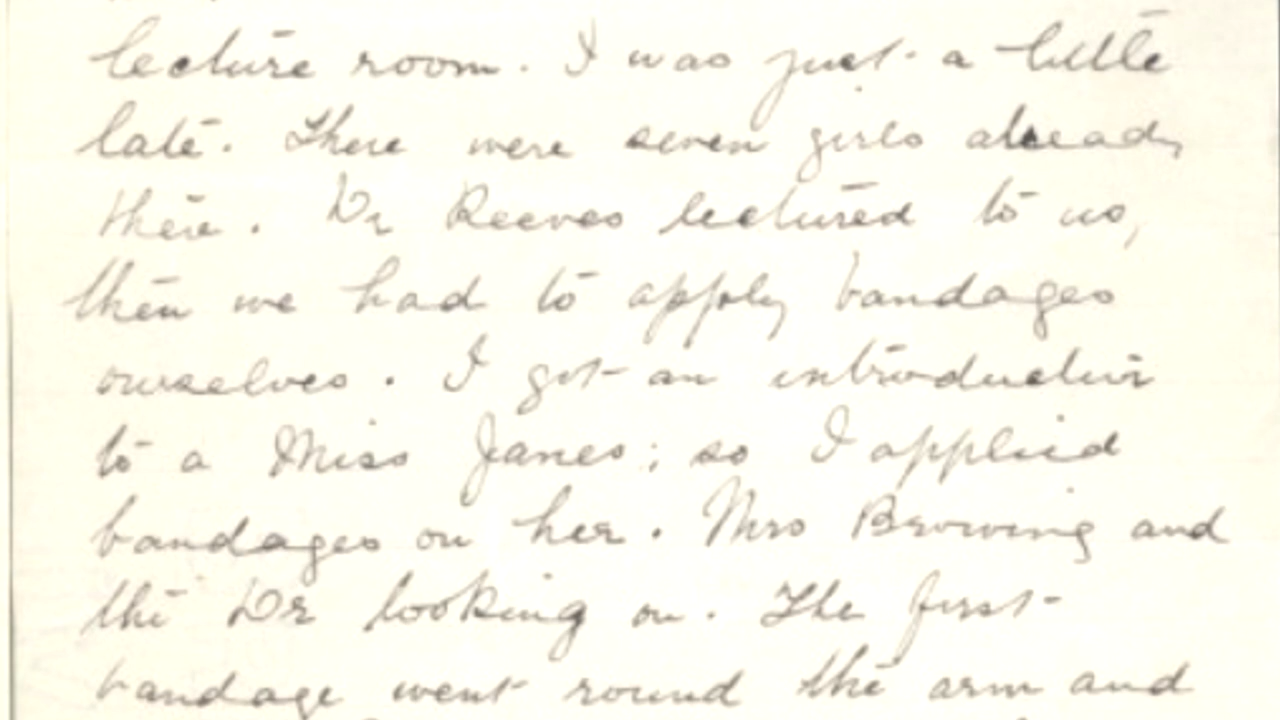 lecture room. I was just a little
late. There were seven girls already
there. Dr Reeves lectured to us,
then we had to apply bandages
ourselves. I got an introduction
to a Miss Janes; so I applied
bandages on her. Mrs and
the Dr looking on. The first
bandage went round the arm and